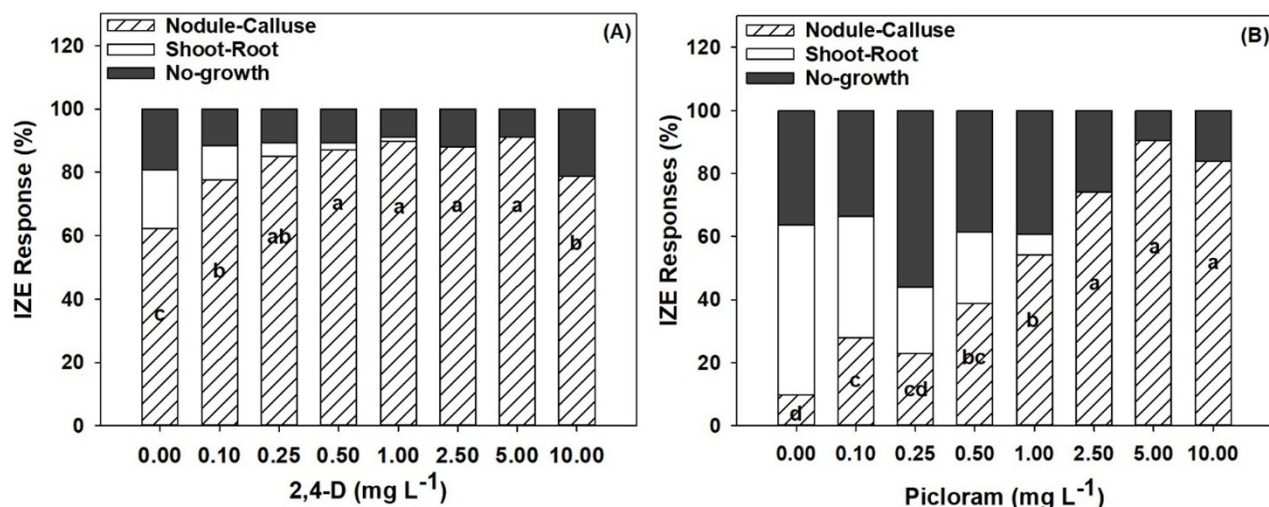 (A)
Nodule-Calluse
Shoot-Root
No-growth
IZE Response (%)
120
100
80
60
40
20
0
c
b
ab
a
a
a
a
b
0.00 0.10 0.25 0.50 1.00 2.50 5.00 10.00
2,4-D (mg L-1)
(B)
Nodule-Calluse
Shoot-Root
No-growth
IZE Responses (%)
120
100
80
60
40
20
0
d
c
cd
bc
b
a
a
a
0.00 0.10 0.25 0.50 1.00 2.50 5.00 10.00
Picloram (mg L-1)